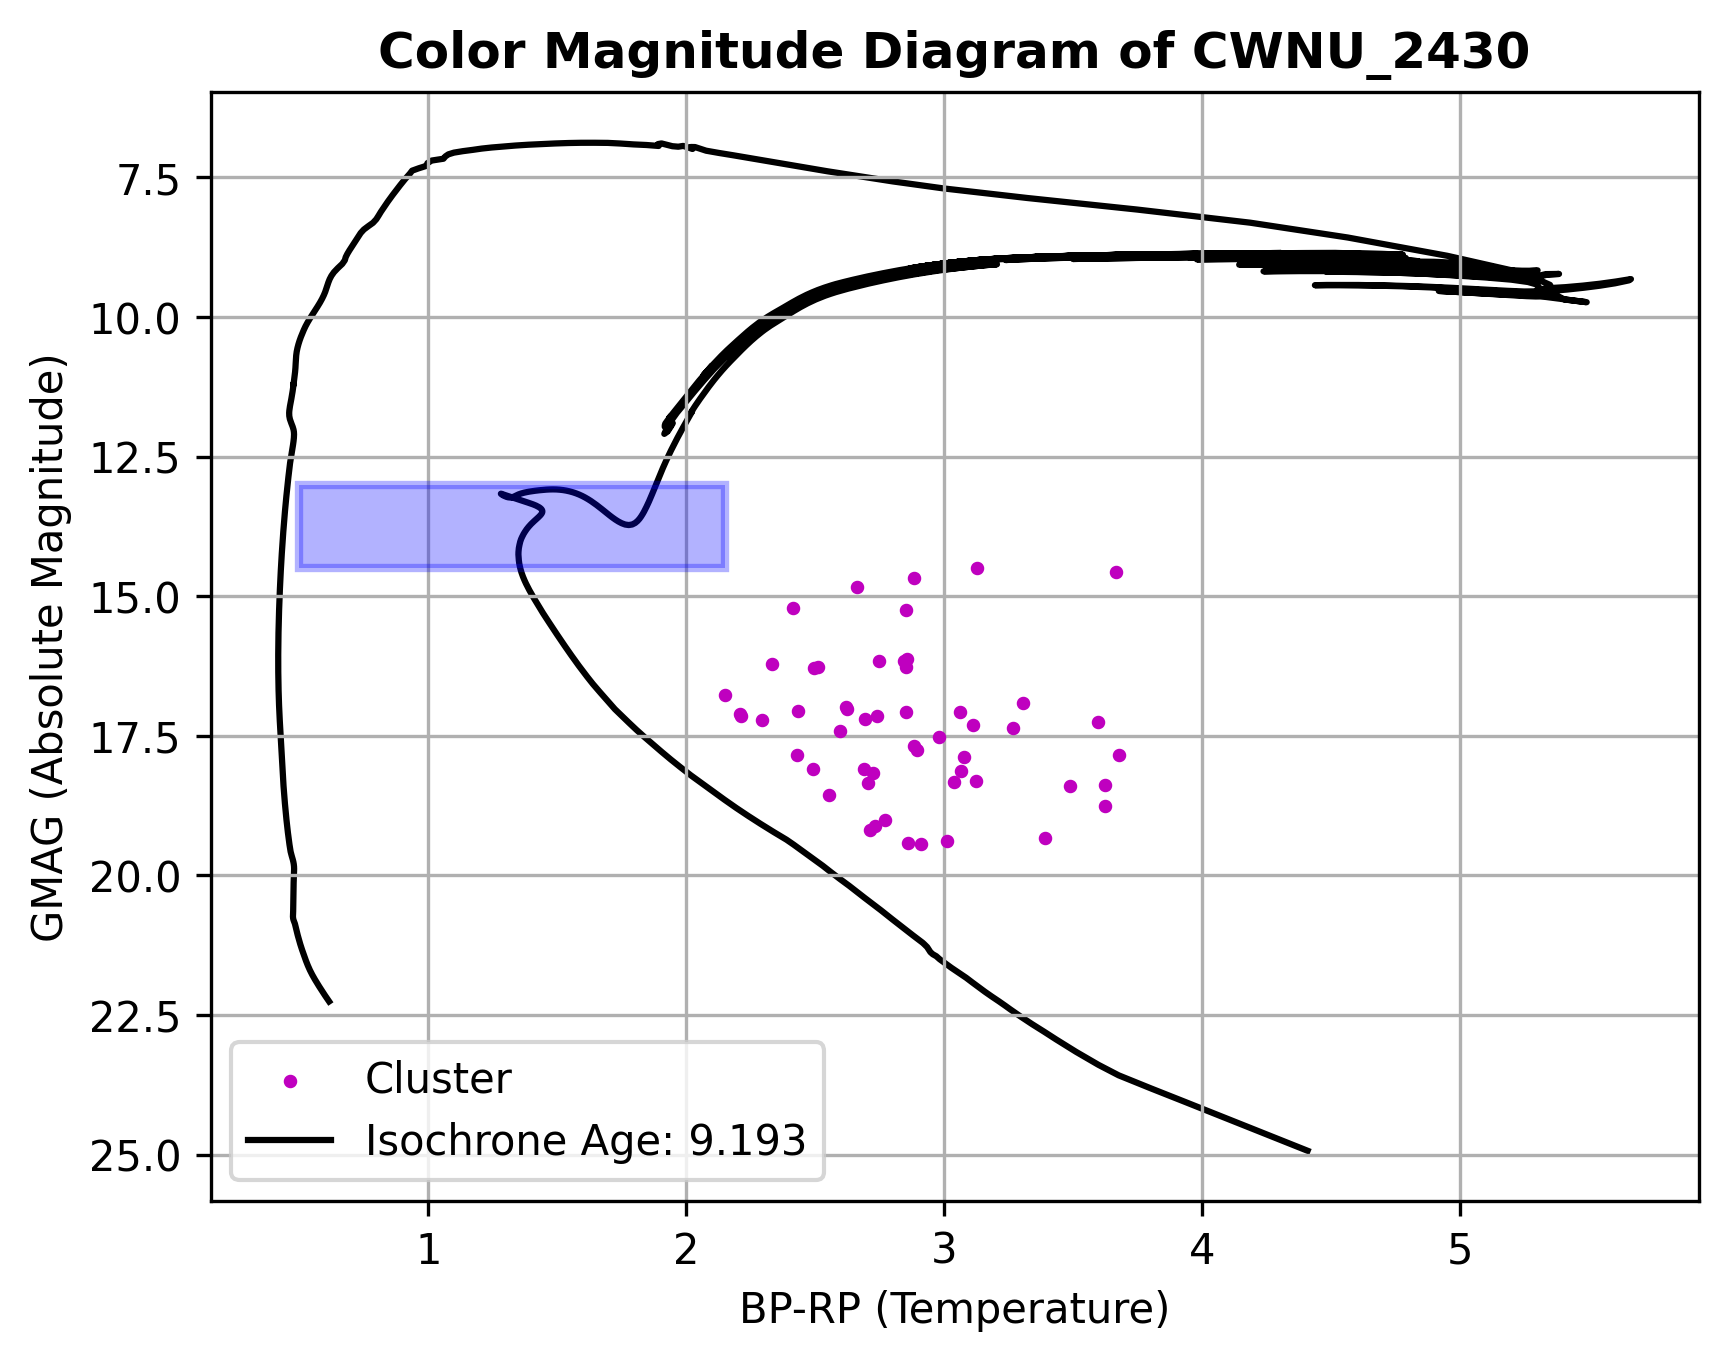 Color Magnitude Diagram of CWNU_2430
GMAG (Absolute Magnitude)
7.5
10.0
12.5
15.0
17.5
20.0
22.5
25.0
Cluster
Isochrone Age: 9.193
1 2 3 4 5
BP-RP (Temperature)